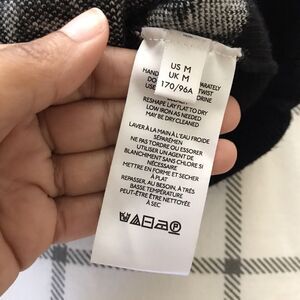 US M
UK M
170/96A
HAND
DO
USE
RESHAPE LAY FLAT TO DRY
LOW IRON AS NEEDED
MAY BE DRY CLEANED
LAVER À LA MAIN À L'EAU FROIDE
SÉPARÉMEN
NE PAS TORDRE OU ESSORER
UTILISER UN AGENT DE
BLANCHIMENT SANS CHLORE SI
NÉCESSAIRE
METTRE EN FORME ET SÉCHER
À PLAT
REPASSER, AU BESOIN, À TRÈS
BASSE TEMPÉRATURE
PEUT-ÊTRE ÊTRE NETTOYÉE
À SEC
P